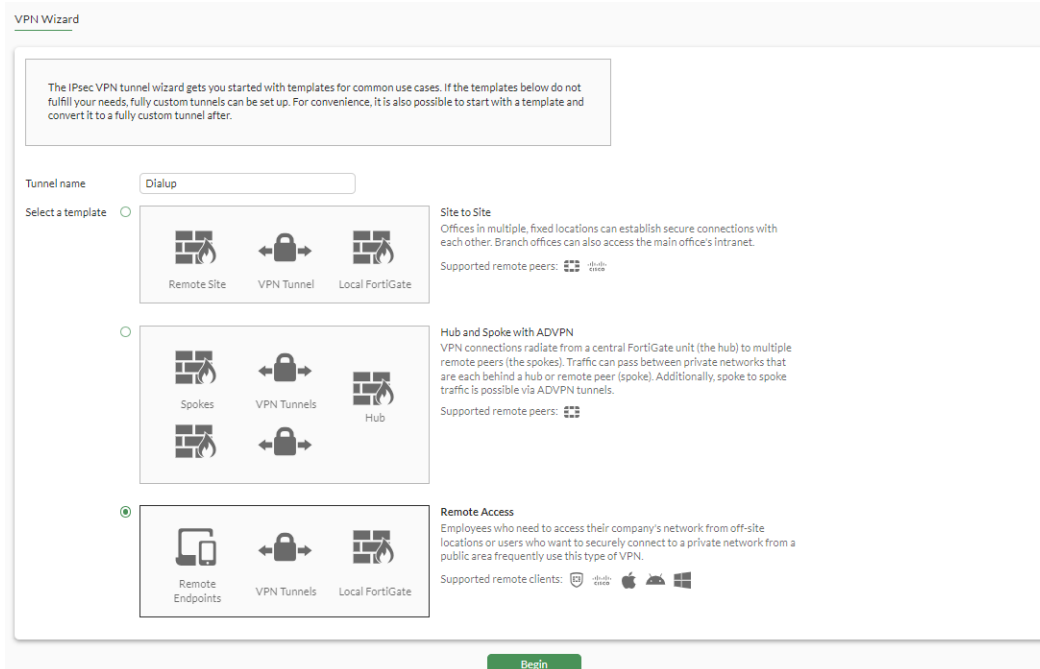 VPN Wizard
The IPsec VPN tunnel wizard gets you started with templates for common use cases. If the templates below do not
fulfill your needs, fully custom tunnels can be set up. For convenience, it is also possible to start with a template and
convert it to a fully custom tunnel after.
Tunnel name
Dialup
Select a template
Remote Site
VPN Tunnel
Local FortiGate
Site to Site
Offices in multiple, fixed locations can establish secure connections with
each other. Branch offices can also access the main office's intranet.
Supported remote peers:
CISCO
Spokes
VPN Tunnels
Hub
Hub and Spoke with ADVPN
VPN connections radiate from a central FortiGate unit (the hub) to multiple
remote peers (the spokes). Traffic can pass between private networks that
are each behind a hub or remote peer (spoke). Additionally, spoke to spoke
traffic is possible via ADVPN tunnels.
Supported remote peers:
Remote
Endpoints
VPN Tunnels
Local FortiGate
Remote Access
Employees who need to access their company's network from off-site
locations or users who want to securely connect to a private network from a
public area frequently use this type of VPN.
Supported remote clients:
CISCO
Begin